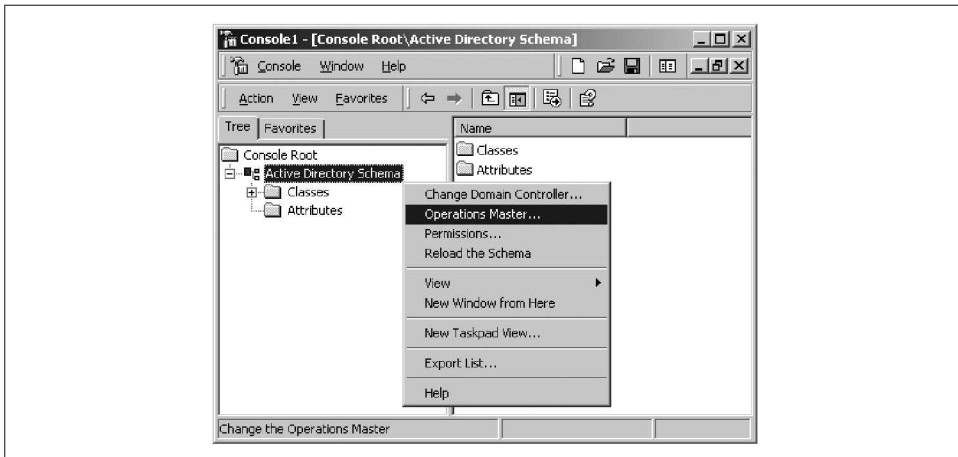 Console1 - [Console Root\Active Directory Schema]
Console Window Help
Action View Favorites
Tree Favorites
Name
Console Root
Active Directory Schema
Classes
Attributes
Classes
Attributes
Change Domain Controller...
Operations Master...
Permissions...
Reload the Schema
View
New Window from Here
New Taskpad View...
Export List...
Help
Change the Operations Master